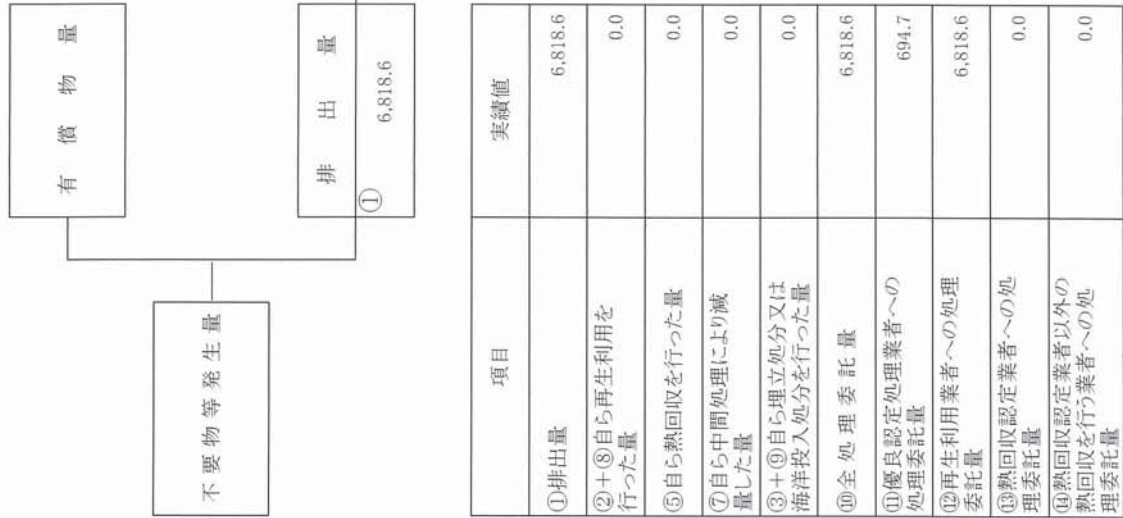 有償物量
不要物等発生量
排出量
①
6,818.6
項目 実績値
①排出量 6,818.6
②+⑧自ら再生利用を
行った量 0.0
⑤自ら熱回収を行った量 0.0
⑦自ら中間処理により減
量した量 0.0
③+⑨自ら埋立処分又は
海洋投入処分を行った量 0.0
⑩全処理委託量 6,818.6
⑪優良認定処理業者への
処理委託量 694.7
⑫再生利用業者への処理
委託量 6,818.6
⑬熱回収認定業者への処
理委託量 0.0
⑭熱回収認定業者以外の
熱回収を行う業者への処
理委託量 0.0